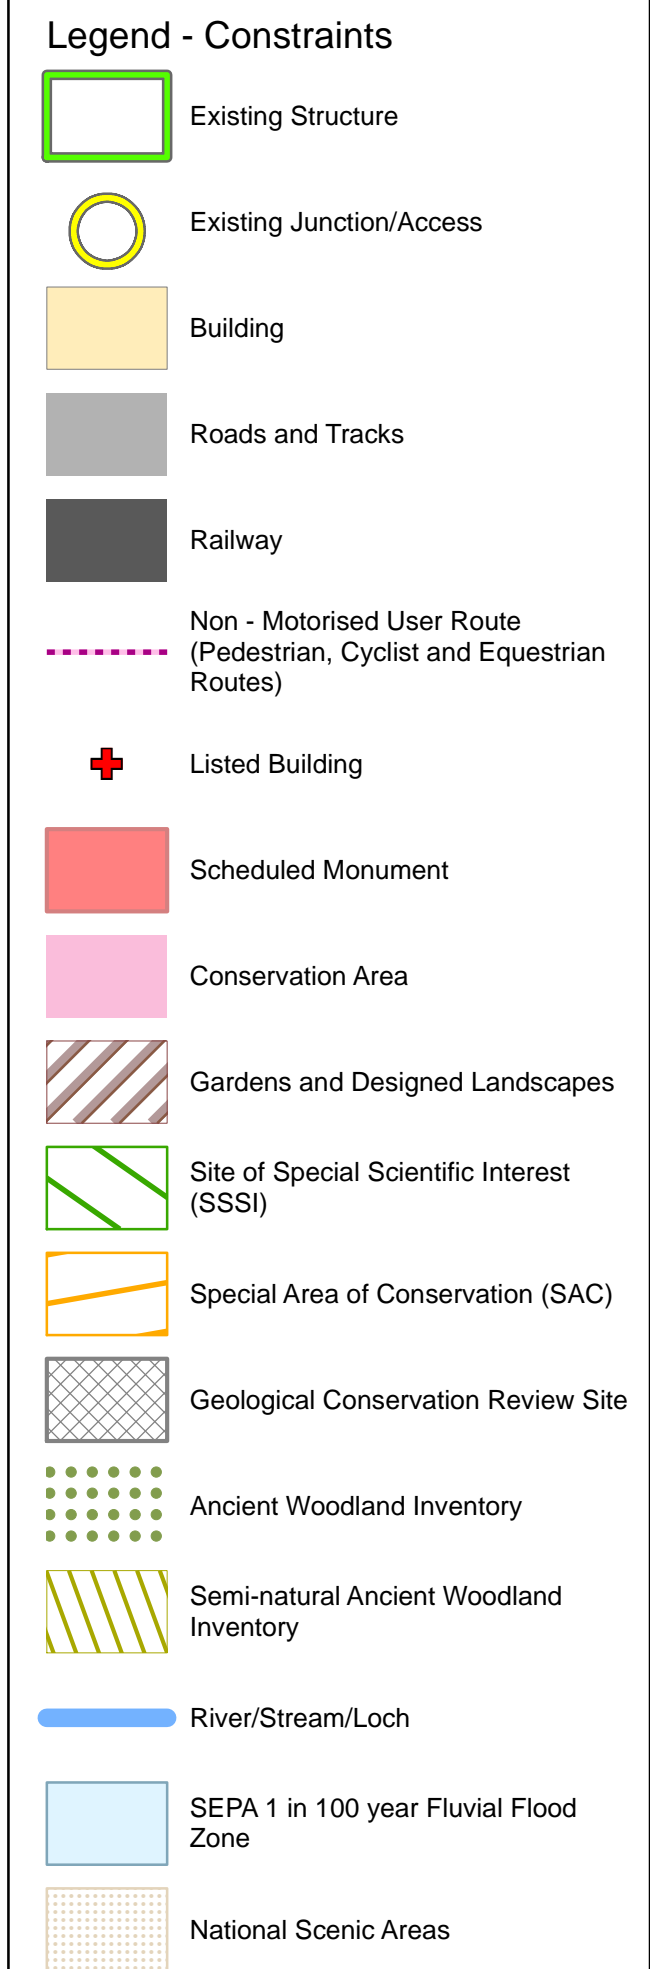 Legend - Constraints
Existing Structure
Existing Junction/Access
Building
Roads and Tracks
Railway
Non - Motorised User Route
(Pedestrian, Cyclist and Equestrian
Routes)
Listed Building
Scheduled Monument
Conservation Area
Gardens and Designed Landscapes
Site of Special Scientific Interest
(SSSI)
Special Area of Conservation (SAC)
Geological Conservation Review Site
Ancient Woodland Inventory
Semi-natural Ancient Woodland
Inventory
River/Stream/Loch
SEPA 1 in 100 year Fluvial Flood
Zone
National Scenic Areas